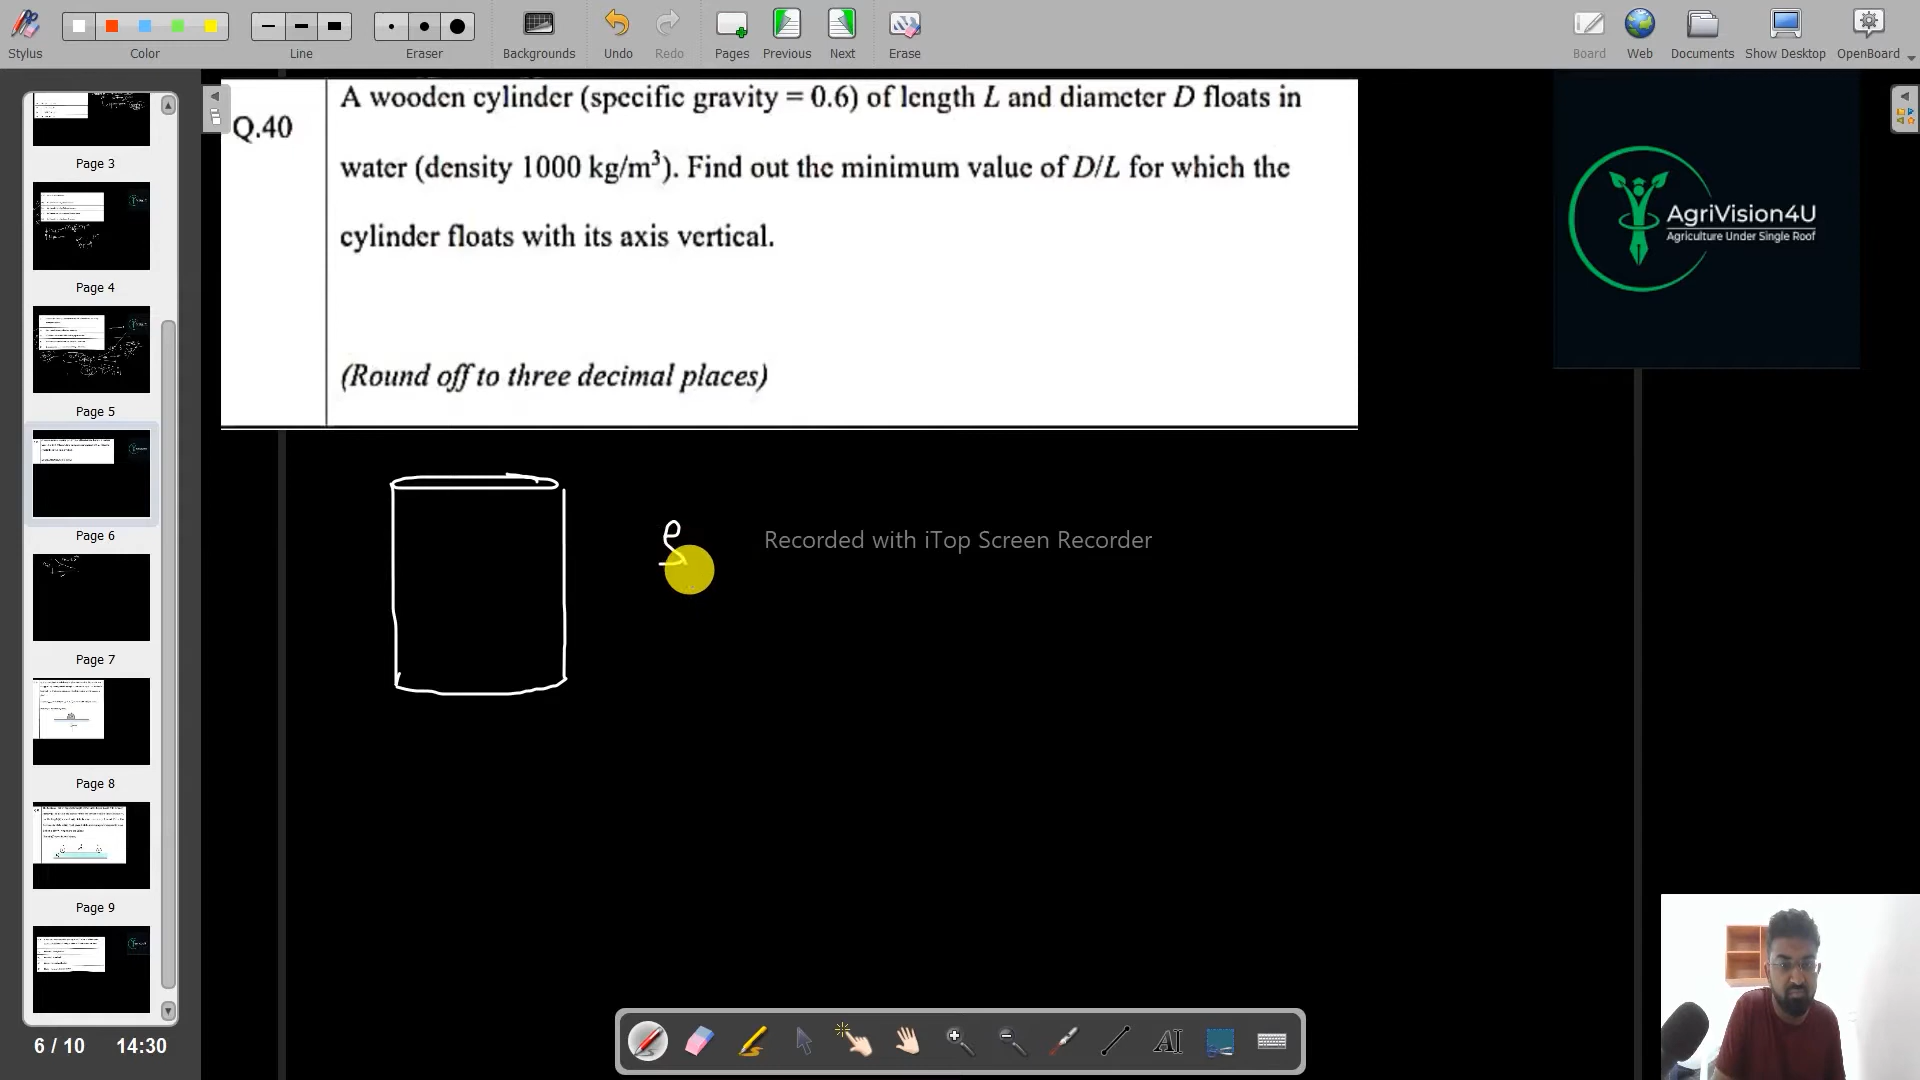 Stylus
Color
Line
Eraser
Backgrounds
Undo
Redo
Pages
Previous
Next
Erase
Board
Web
Documents
Show Desktop
OpenBoard
Page 3
Page 4
Page 5
Page 6
Page 7
Page 8
Page 9
6 / 10
14:30
Q.40
A wooden cylinder (specific gravity = 0.6) of length L and diameter D floats in
water (density 1000 kg/m³). Find out the minimum value of D/L for which the
cylinder floats with its axis vertical.
(Round off to three decimal places)
AgriVision4U
Agriculture Under Single Roof
Recorded with iTop Screen Recorder